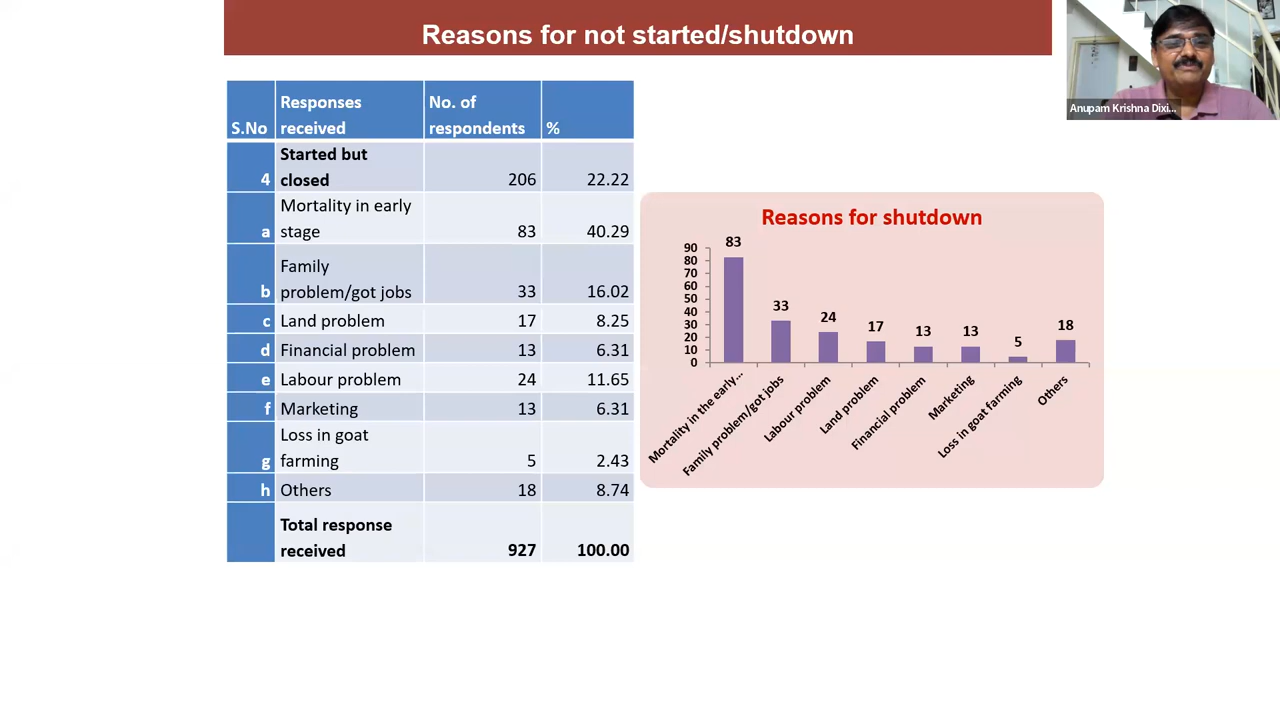 Reasons for not started/shutdown
Anupam Krishna Dixi...
S.No
Responses
received
No. of
respondents
%
4
Started but
closed
206
22.22
a
Mortality in early
stage
83
40.29
b
Family
problem/got jobs
33
16.02
c
Land problem
17
8.25
d
Financial problem
13
6.31
e
Labour problem
24
11.65
f
Marketing
13
6.31
g
Loss in goat
farming
5
2.43
h
Others
18
8.74
Total response
received
927
100.00
Reasons for shutdown
90
80
70
60
50
40
30
20
10
0
83
33
24
17
13
13
5
18
Mortality in the early...
Family problem/got jobs
Labour problem
Land problem
Financial problem
Marketing
Loss in goat farming
Others